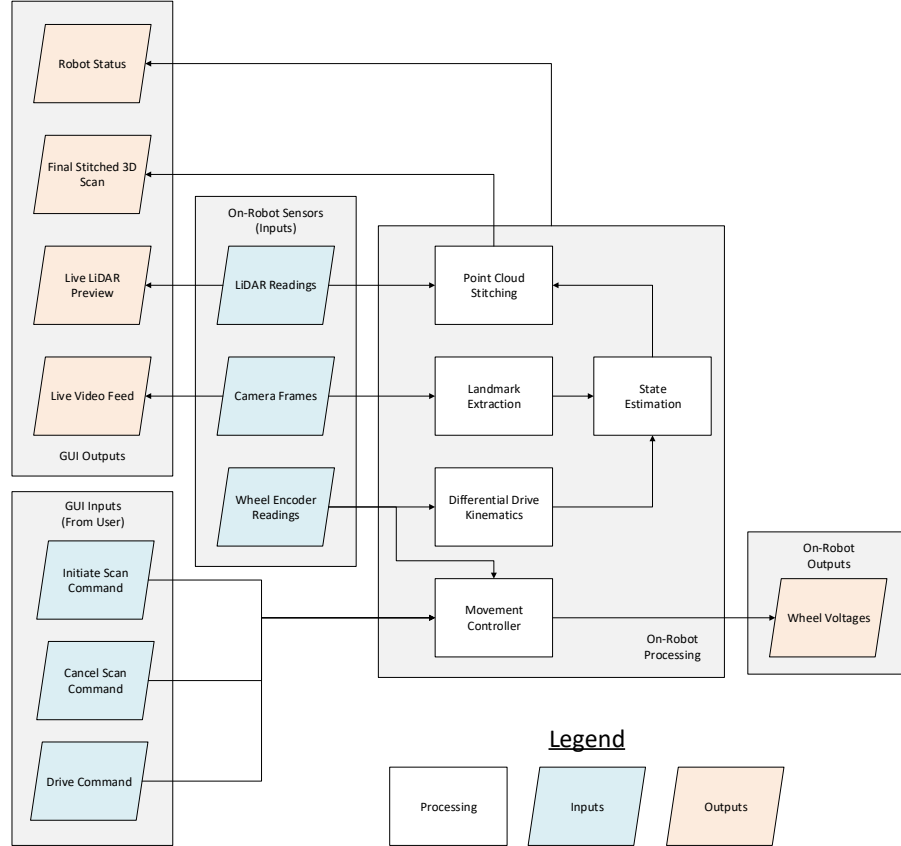 Robot Status
Final Stitched 3D
Scan
Live LiDAR
Preview
Live Video Feed
GUI Outputs
On-Robot Sensors
(Inputs)
LiDAR Readings
Camera Frames
Wheel Encoder
Readings
Point Cloud
Stitching
Landmark
Extraction
State
Estimation
Differential Drive
Kinematics
Movement
Controller
On-Robot
Processing
GUI Inputs
(From User)
Initiate Scan
Command
Cancel Scan
Command
Drive Command
On-Robot
Outputs
Wheel Voltages
Legend
Processing
Inputs
Outputs